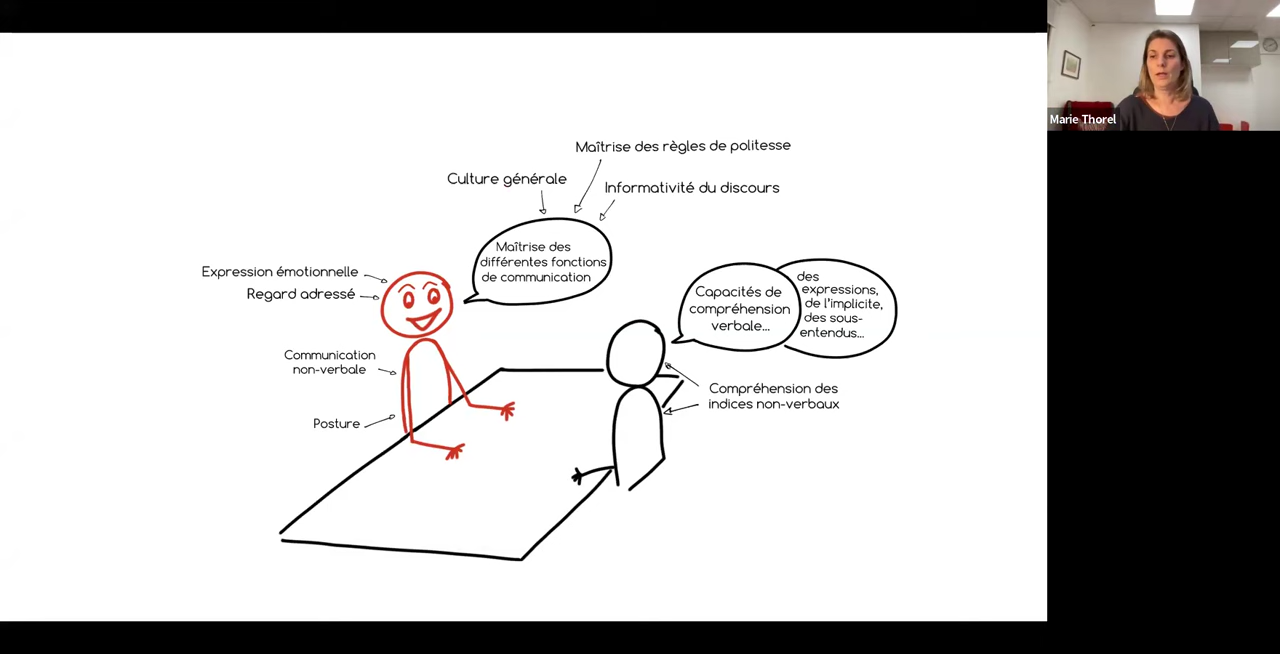 Marie Thorel
Maîtrise des règles de politesse
Culture générale
Informativité du discours
Maîtrise des
différentes fonctions
de communication
Expression émotionnelle
Regard adressé
Communication
non-verbale
Posture
Capacités de
compréhension
verbale...
des
expressions,
de l'implicite,
des sous-
entendus...
Compréhension des
indices non-verbaux